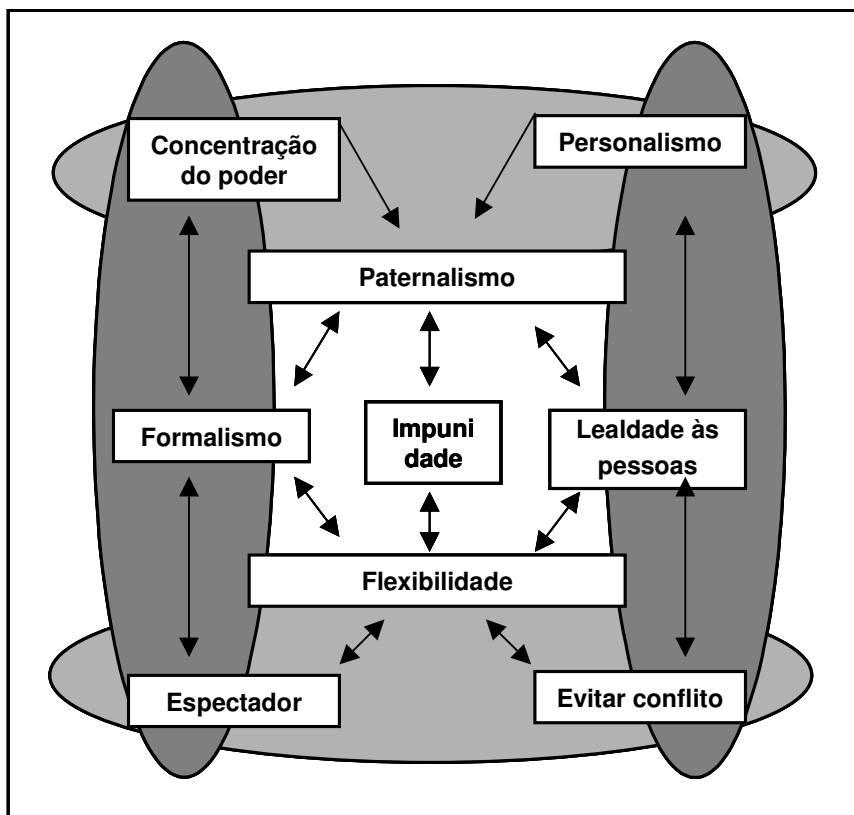 Concentração
do poder
Personalismo
Paternalismo
Formalismo
Impuni
dade
Lealdade às
pessoas
Flexibilidade
Espectador
Evitar conflito